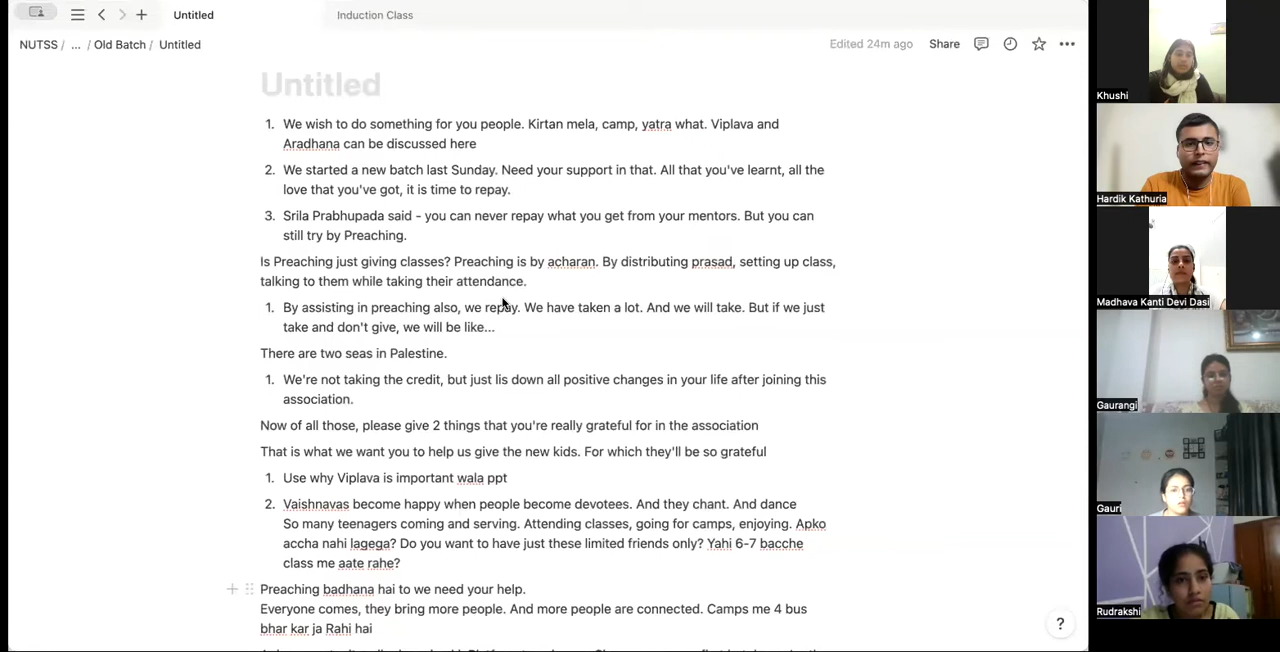 Untitled
Induction Class
NUTSS / ... / Old Batch / Untitled
Edited 24m ago
Share
Untitled
1. We wish to do something for you people. Kirtan mela, camp, yatra what. Viplava and
Aradhana can be discussed here
2. We started a new batch last Sunday. Need your support in that. All that you've learnt, all the
love that you've got, it is time to repay.
3. Srila Prabhupada said - you can never repay what you get from your mentors. But you can
still try by Preaching.
Is Preaching just giving classes? Preaching is by acharan. By distributing prasad, setting up class,
talking to them while taking their attendance.
1. By assisting in preaching also, we repay. We have taken a lot. And we will take. But if we just
take and don't give, we will be like...
There are two seas in Palestine.
1. We're not taking the credit, but just lis down all positive changes in your life after joining this
association.
Now of all those, please give 2 things that you're really grateful for in the association
That is what we want you to help us give the new kids. For which they'll be so grateful
1. Use why Viplava is important wala ppt
2. Vaishnavas become happy when people become devotees. And they chant. And dance
So many teenagers coming and serving. Attending classes, going for camps, enjoying. Apko
accha nahi lagega? Do you want to have just these limited friends only? Yahi 6-7 bacche
class me aate rahe?
Preaching badhana hai to we need your help.
Everyone comes, they bring more people. And more people are connected. Camps me 4 bus
bhar kar ja Rahi hai
?
Khushi
Hardik Kathuria
Madhava Kanti Devi Dasi
Gaurangi
Gauri
Rudrakshi